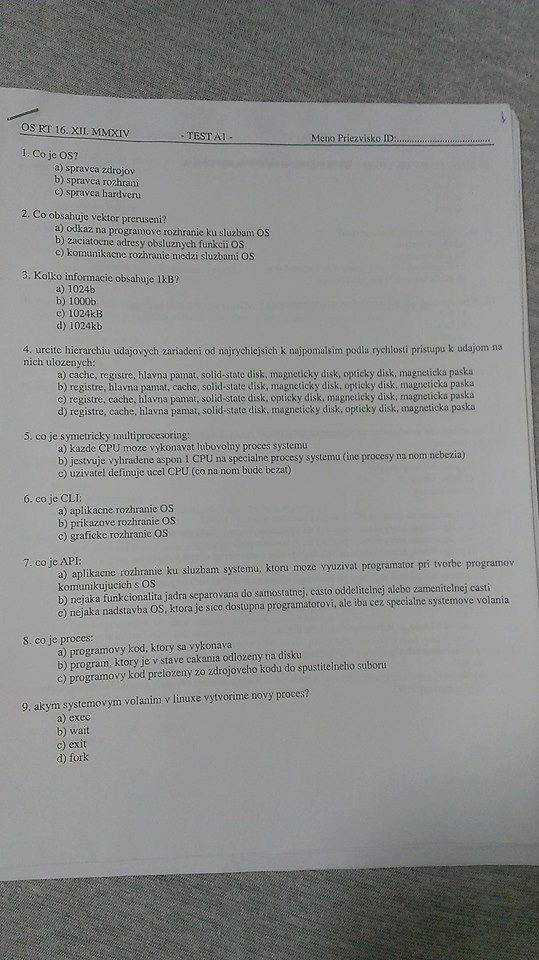 OS RT 16. XII. MMXIV - TEST A1 - Meno Priezvisko ID:......................................
1. Co je OS?
a) spravca zdrojov
b) spravca rozhrani
c) spravca hardveru
2. Co obsahuje vektor preruseni?
a) odkaz na programove rozhranie ku sluzbam OS
b) zaciatocne adresy obsluznych funkcii OS
c) komunikacne rozhranie medzi sluzbami OS
3. Kolko informacie obsahuje 1kB?
a) 1024b
b) 1000b
c) 1024kB
d) 1024kb
4. urcite hierarchiu udajovych zariadeni od najrychlejsich k najpomalsim podla rychlosti pristupu k udajom na
nich ulozenych:
a) cache, registre, hlavna pamat, solid-state disk, magneticky disk, opticky disk, magneticka paska
b) registre, hlavna pamat, cache, solid-state disk, magneticky disk, opticky disk, magneticka paska
c) registre, cache, hlavna pamat, solid-state disk, opticky disk, magneticky disk, magneticka paska
d) registre, cache, hlavna pamat, solid-state disk, magneticky disk, opticky disk, magneticka paska
5. co je symetricky multiprocesoring:
a) kazde CPU moze vykonavat lubovolny proces systemu
b) jestvuje vyhradene aspon 1 CPU na specialne procesy systemu (ine procesy na nom nebezia)
c) uzivatel definuje ucel CPU (co na nom bude bezat)
6. co je CLI:
a) aplikacne rozhranie OS
b) prikazove rozhranie OS
c) graficke rozhranie OS
7. co je API:
a) aplikacne rozhranie ku sluzbam systemu, ktoru moze vyuzivat programator pri tvorbe programov
komunikujucich s OS
b) nejaka funkcionalita jadra separovana do samostatnej, casto oddelitelnej alebo zamenitelnej casti
c) nejaka nadstavba OS, ktora je sice dostupna programatorovi, ale iba cez specialne systemove volania
8. co je proces:
a) programovy kod, ktory sa vykonava
b) program, ktory je v stave cakania odlozeny na disku
c) programovy kod prelozeny zo zdrojoveho kodu do spustitelneho suboru
9. akym systemovym volanim v linuxe vytvorime novy proces?
a) exec
b) wait
c) exit
d) fork